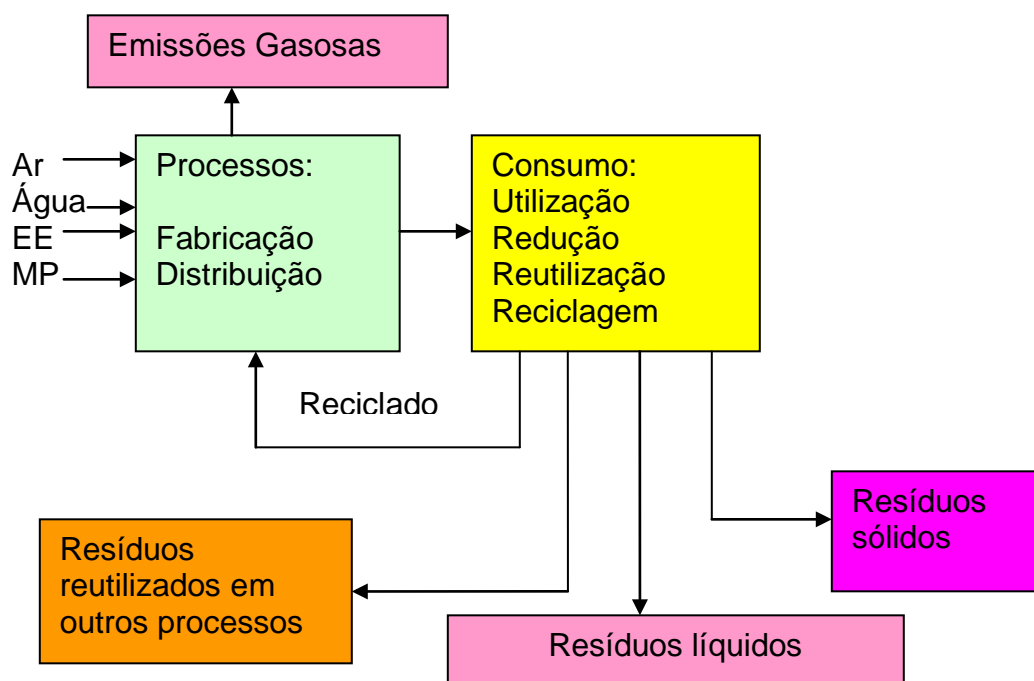 Emissões Gasosas
Ar
Água
EE
MP
Processos:
Fabricação
Distribuição
Consumo:
Utilização
Redução
Reutilização
Reciclagem
Reciclado
Resíduos
sólidos
Resíduos
reutilizados em
outros processos
Resíduos líquidos